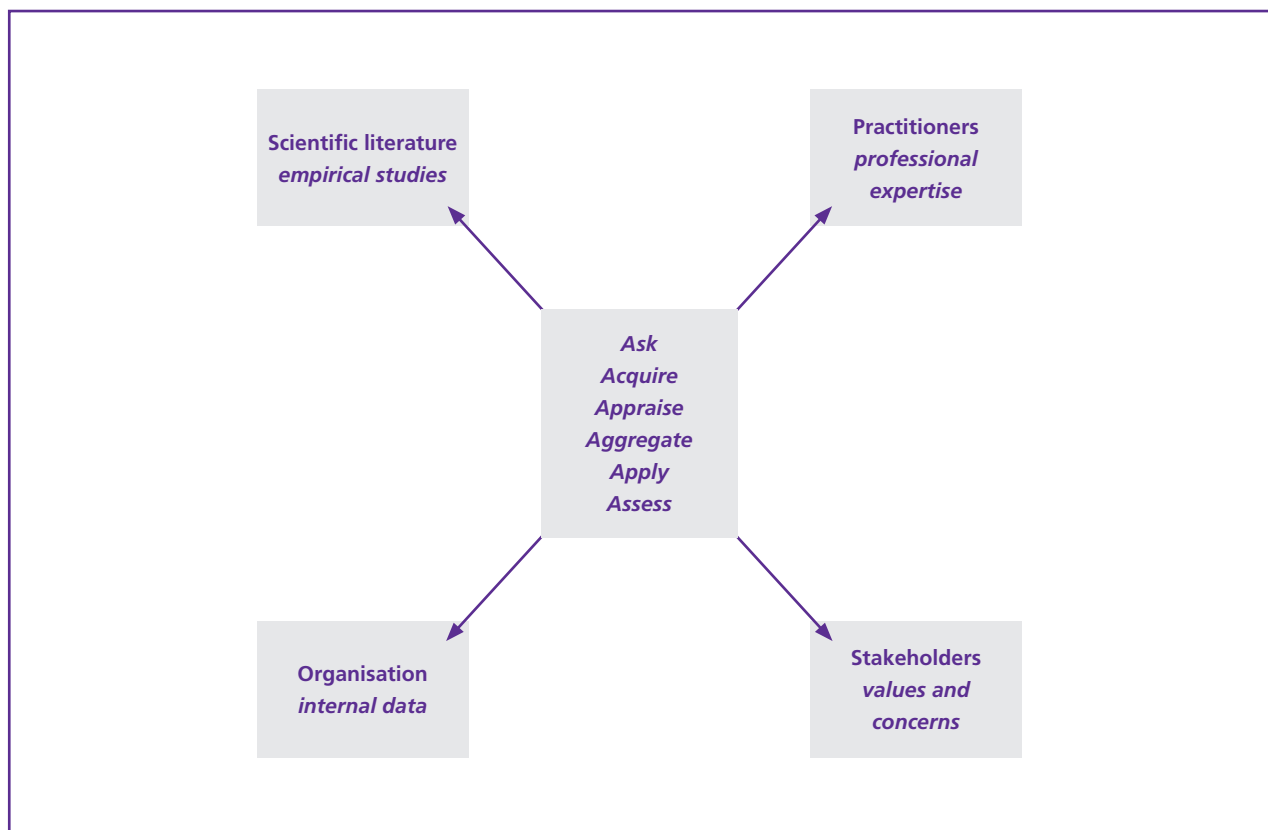 Scientific literature
empirical studies
Practitioners
professional
expertise
Ask
Acquire
Appraise
Aggregate
Apply
Assess
Organisation
internal data
Stakeholders
values and
concerns